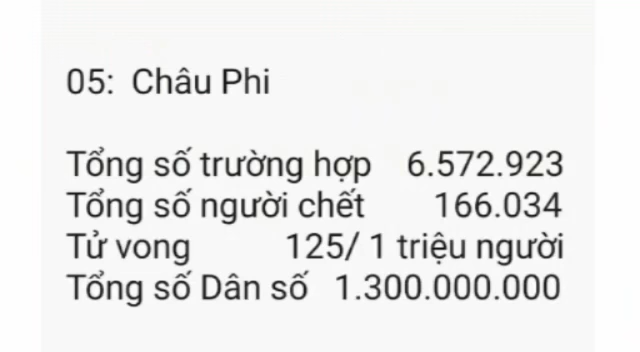 05: Châu Phi
Tổng số trường hợp 6.572.923
Tổng số người chết 166.034
Tử vong 125/ 1 triệu người
Tổng số Dân số 1.300.000.000